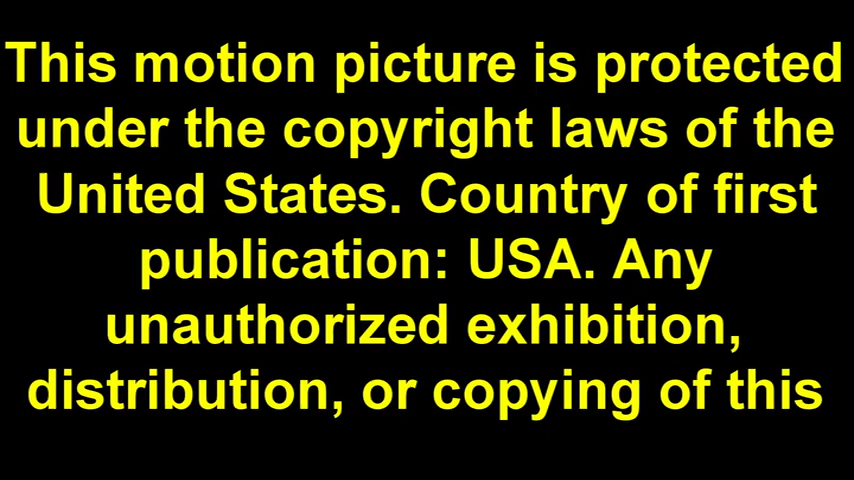 This motion picture is protected
under the copyright laws of the
United States. Country of first
publication: USA. Any
unauthorized exhibition,
distribution, or copying of this